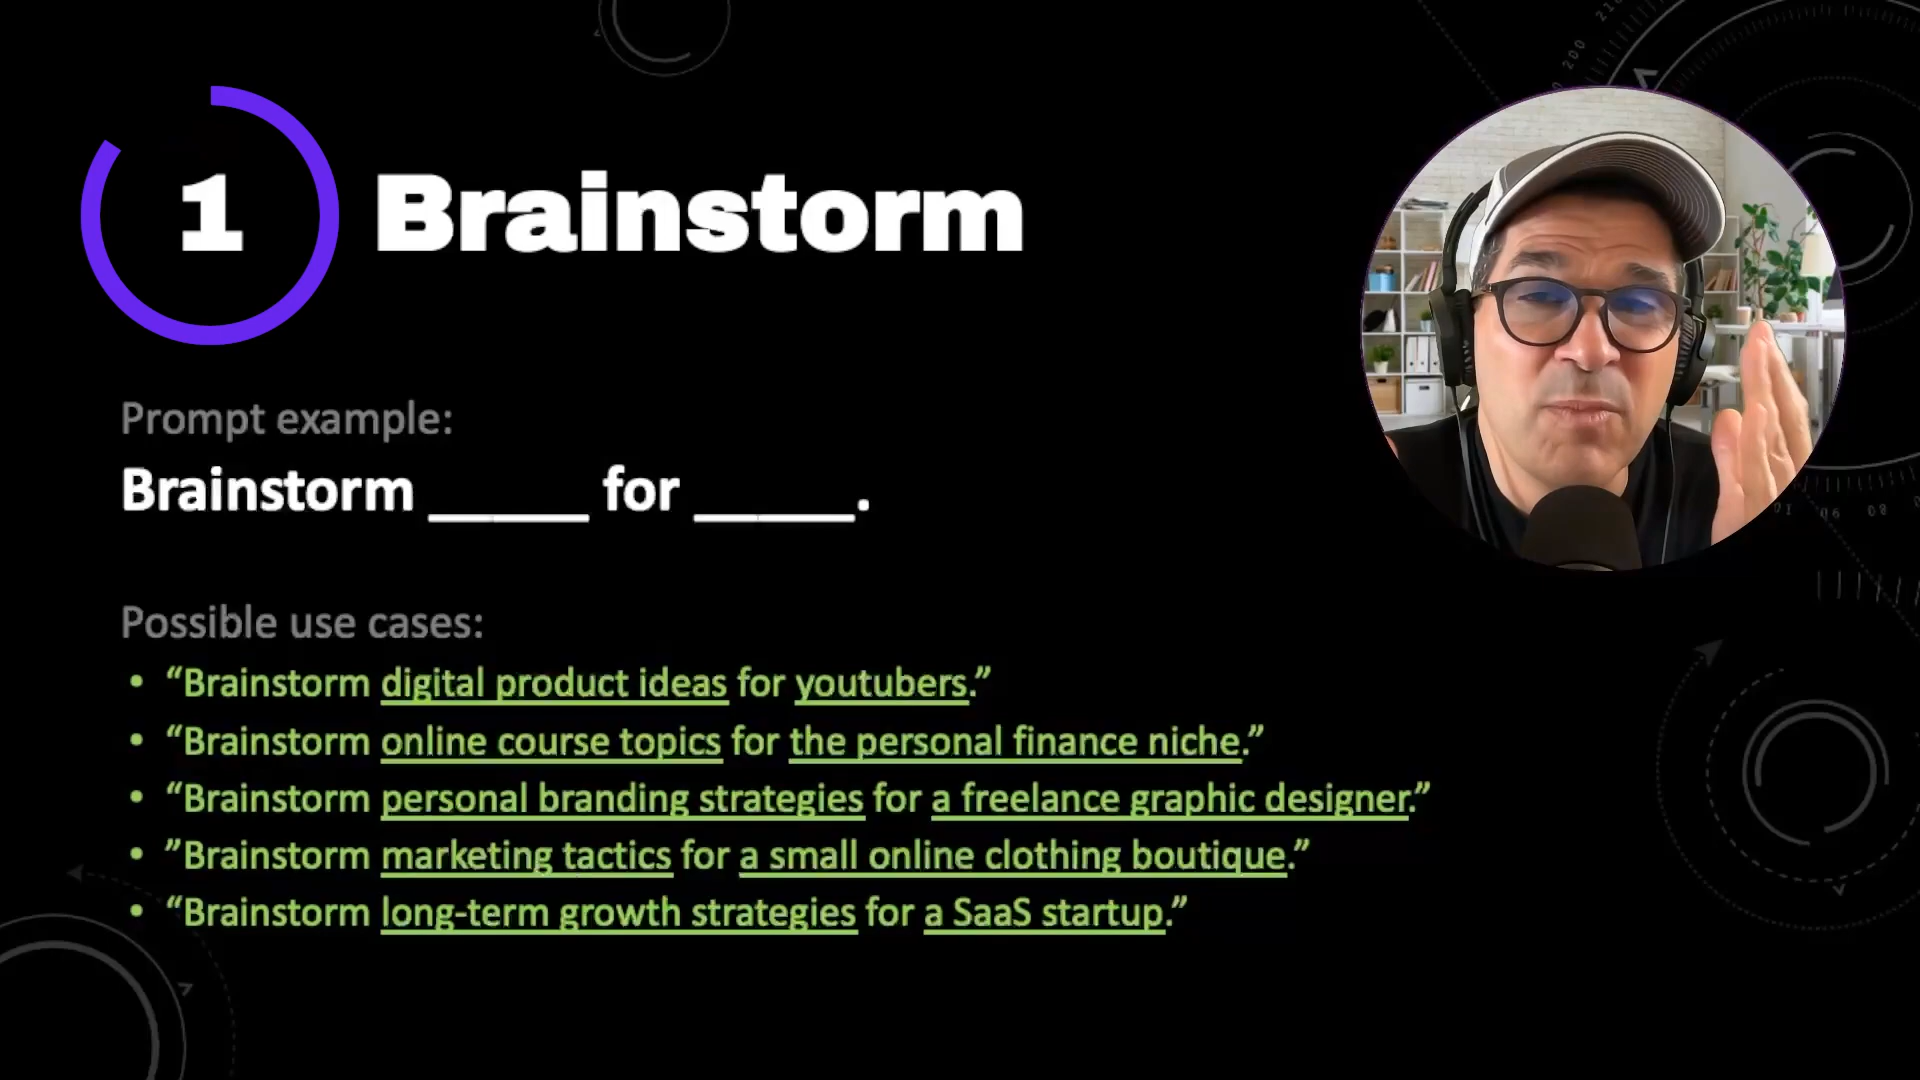 1 Brainstorm
Prompt example:
Brainstorm _____ for _____.
Possible use cases:
• “Brainstorm digital product ideas for youtubers.”
• “Brainstorm online course topics for the personal finance niche.”
• “Brainstorm personal branding strategies for a freelance graphic designer.”
• ”Brainstorm marketing tactics for a small online clothing boutique.”
• “Brainstorm long-term growth strategies for a SaaS startup.”
200